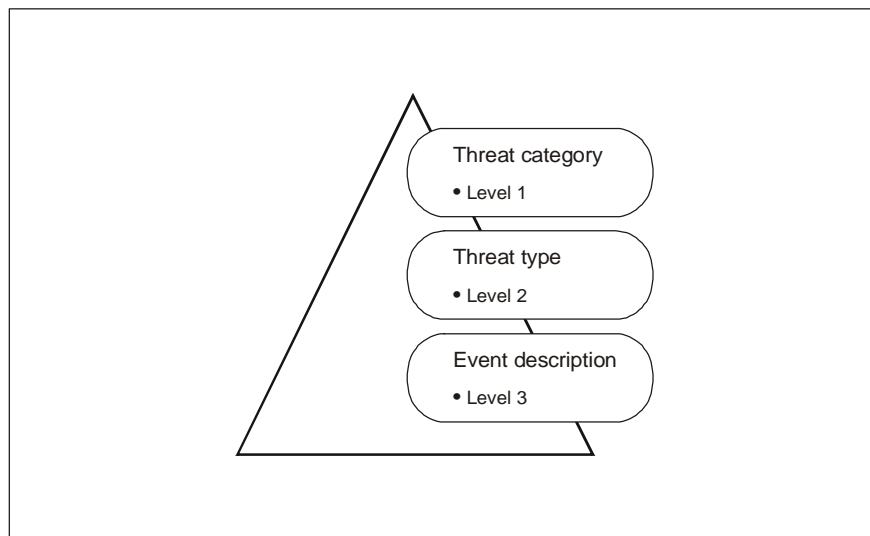 Threat category
• Level 1
Threat type
• Level 2
Event description
• Level 3